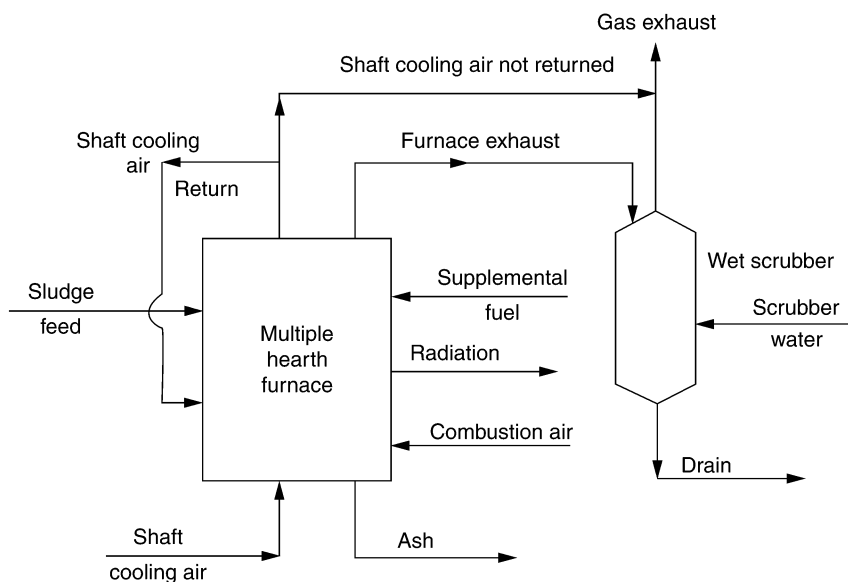 Gas exhaust
Shaft cooling air not returned
Shaft cooling
air
Return
Furnace exhaust
Wet scrubber
Sludge
feed
Supplemental
fuel
Scrubber
water
Multiple
hearth
furnace
Radiation
Combustion air
Drain
Shaft
cooling air
Ash